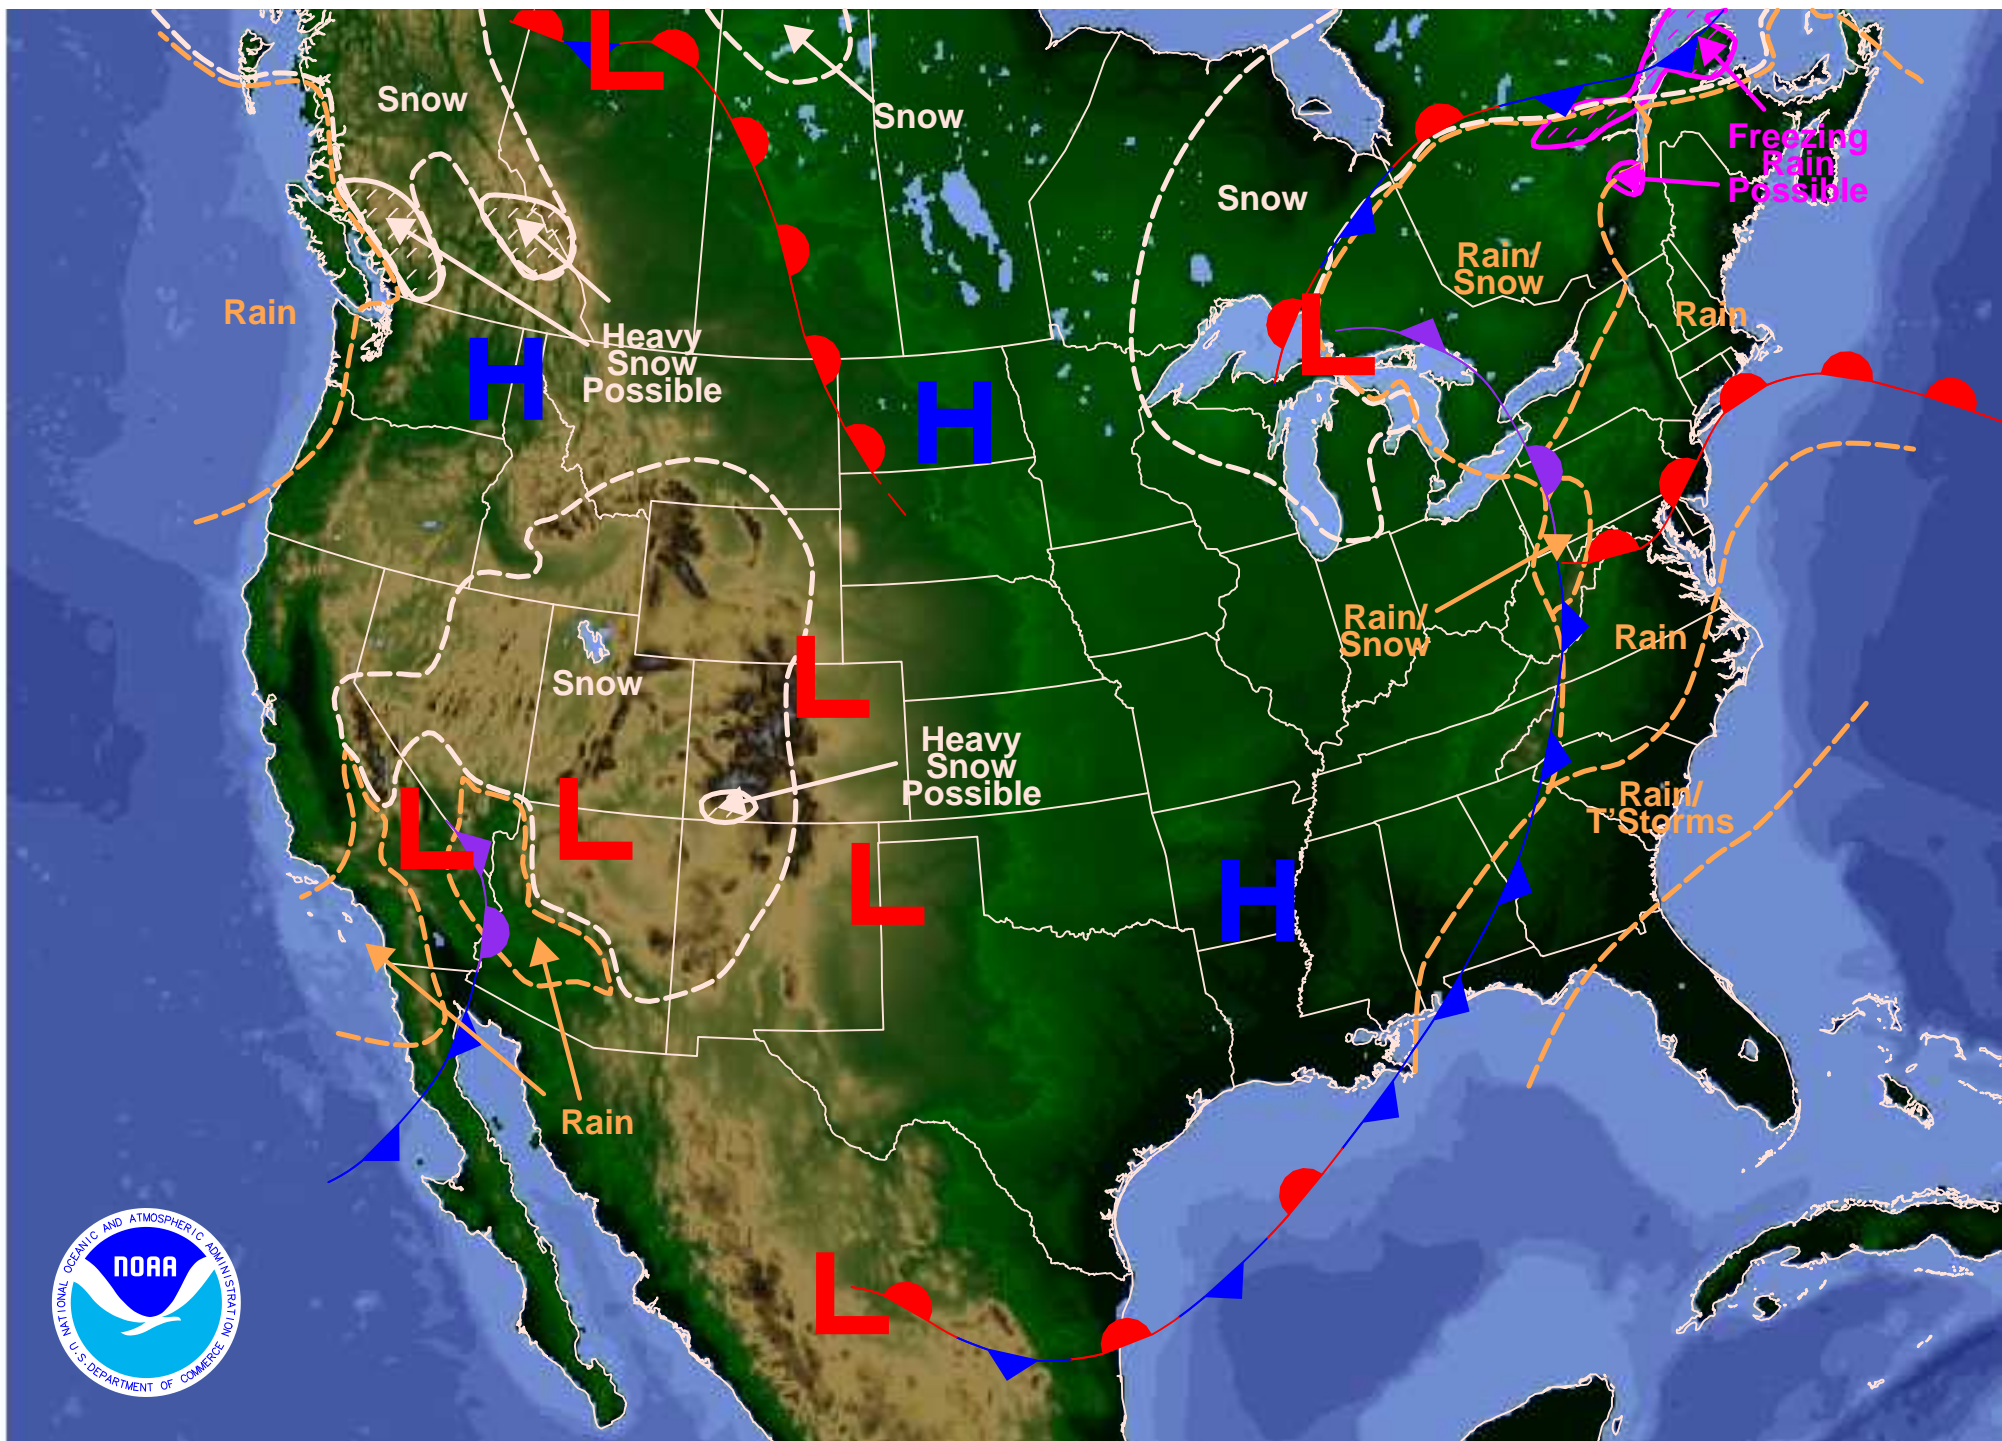 L
Snow
Snow
Freezing
Rain
Possible
Snow
Rain/
Snow
Rain
Rain
L
Heavy
Snow
Possible
H
H
Rain/
Snow
Rain
Snow
L
Heavy
Snow
Possible
Rain/
T'Storms
L
L
L
H
Rain
L
NATIONAL OCEANIC AND ATMOSPHERIC ADMINISTRATION
NOAA
U.S. DEPARTMENT OF COMMERCE